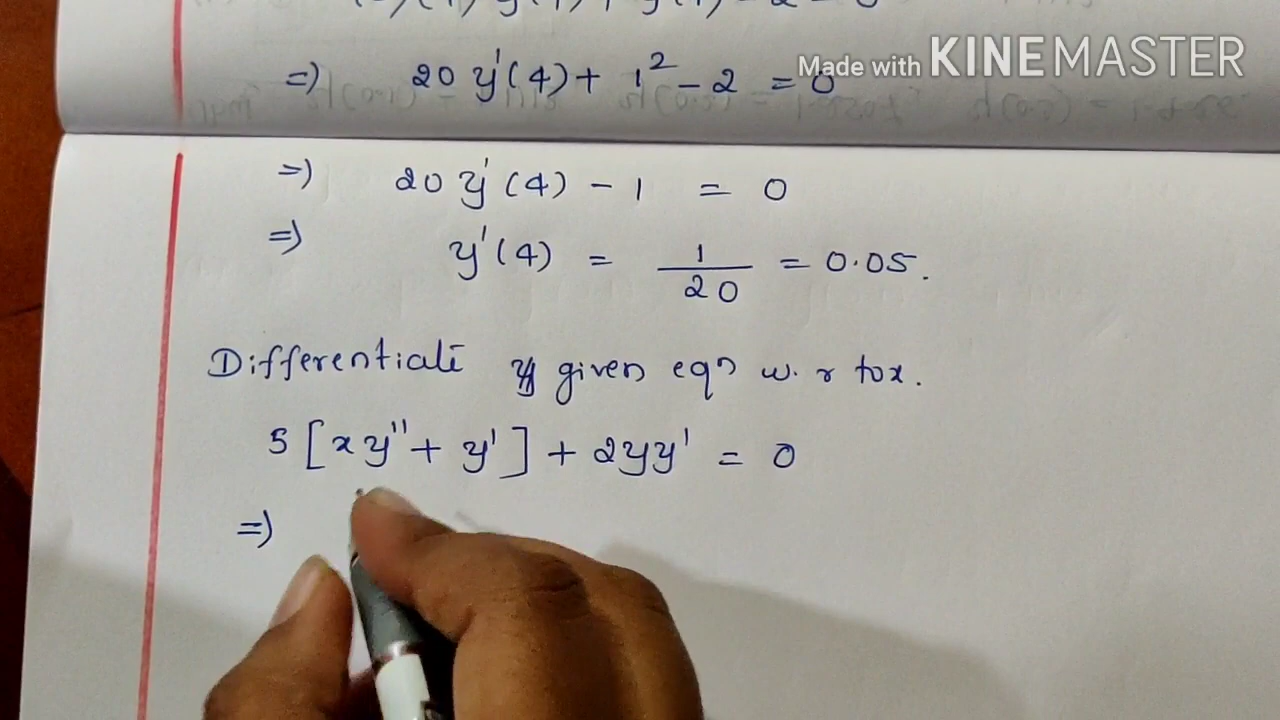 => 20 y'(4) + 1² - 2 = 0
Made with KINEMASTER
=> 20 y'(4) - 1 = 0
=> y'(4) = 1/20 = 0.05.
Differentiate given eqn w. r to x.
5 [xy'' + y'] + 2yy' = 0
=>